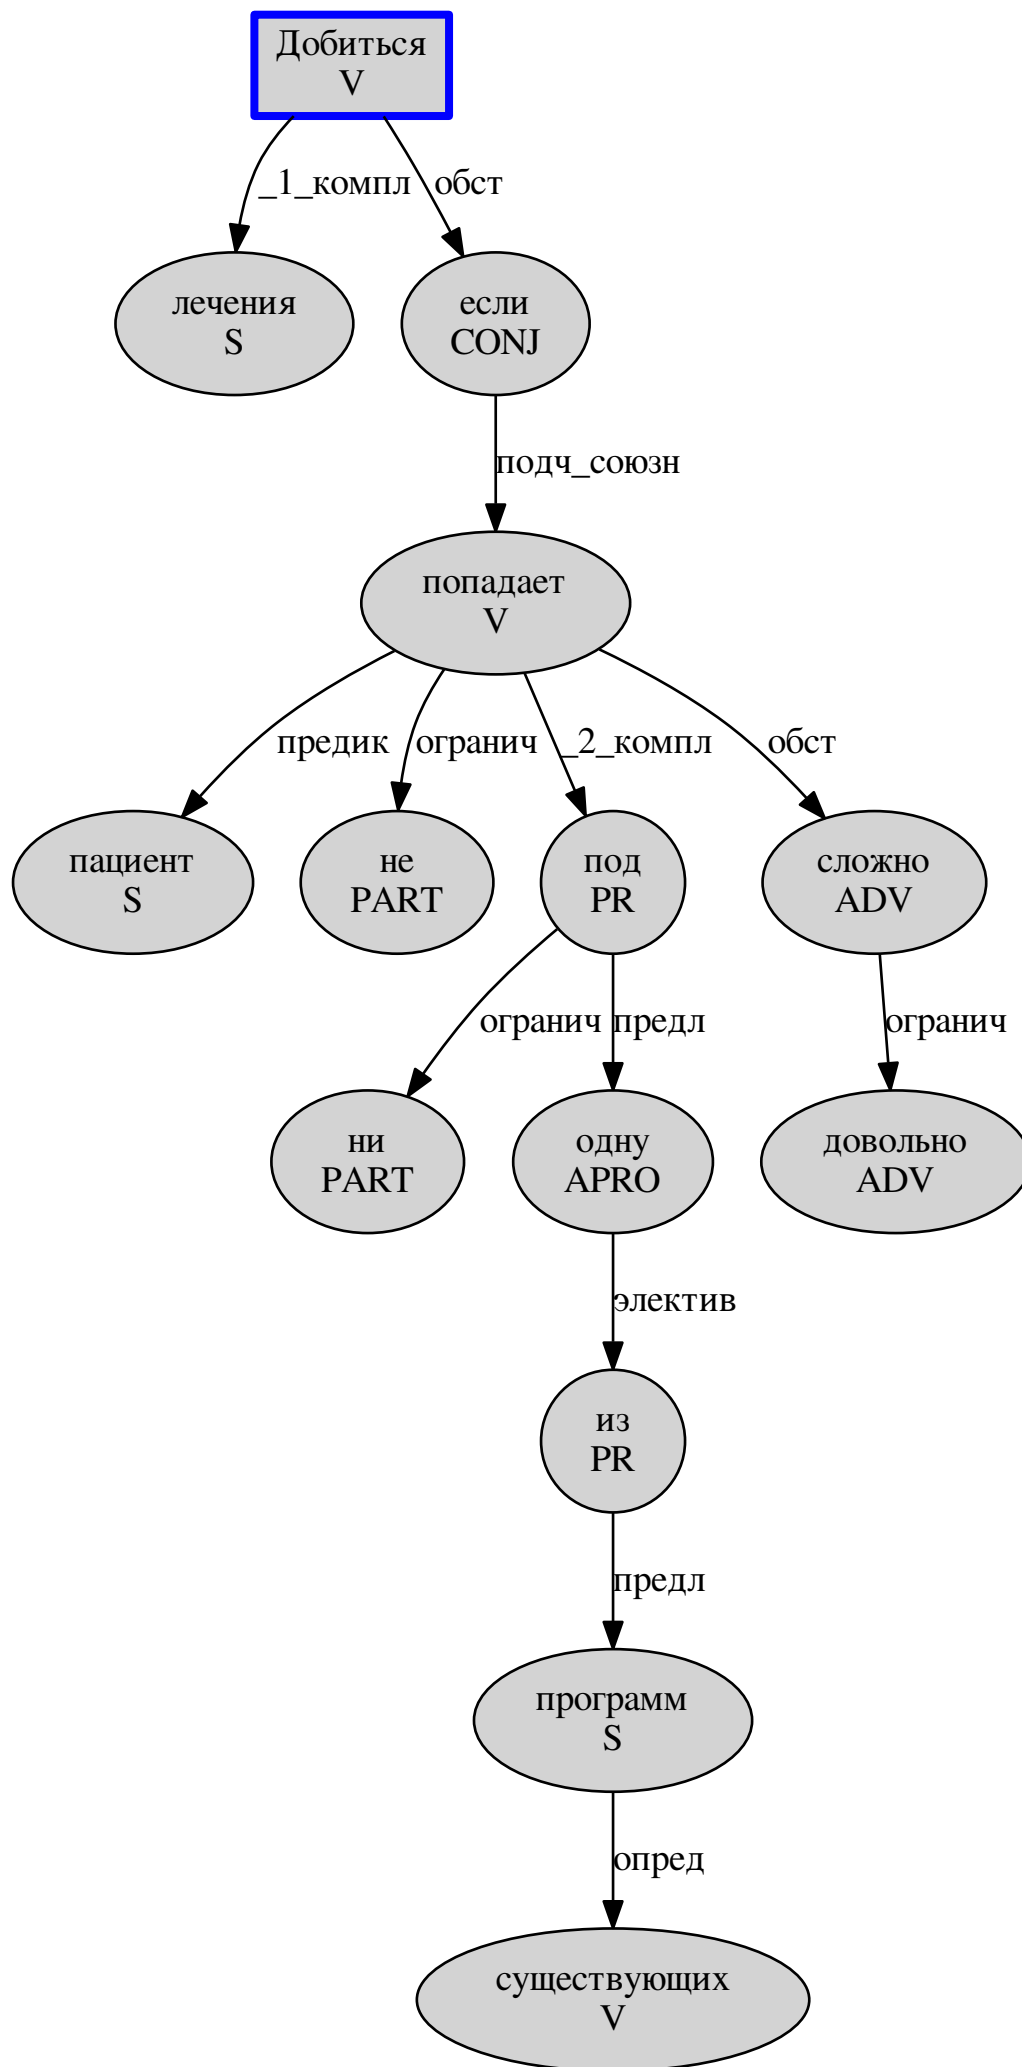 Добиться
V
_1_компл
обст
лечения
S
если
CONJ
подч_союзн
попадает
V
предик
огранич
_2_компл
обст
пациент
S
не
PART
под
PR
сложно
ADV
огранич
предл
огранич
ни
PART
одну
APRO
довольно
ADV
электив
из
PR
предл
программ
S
опред
существующих
V